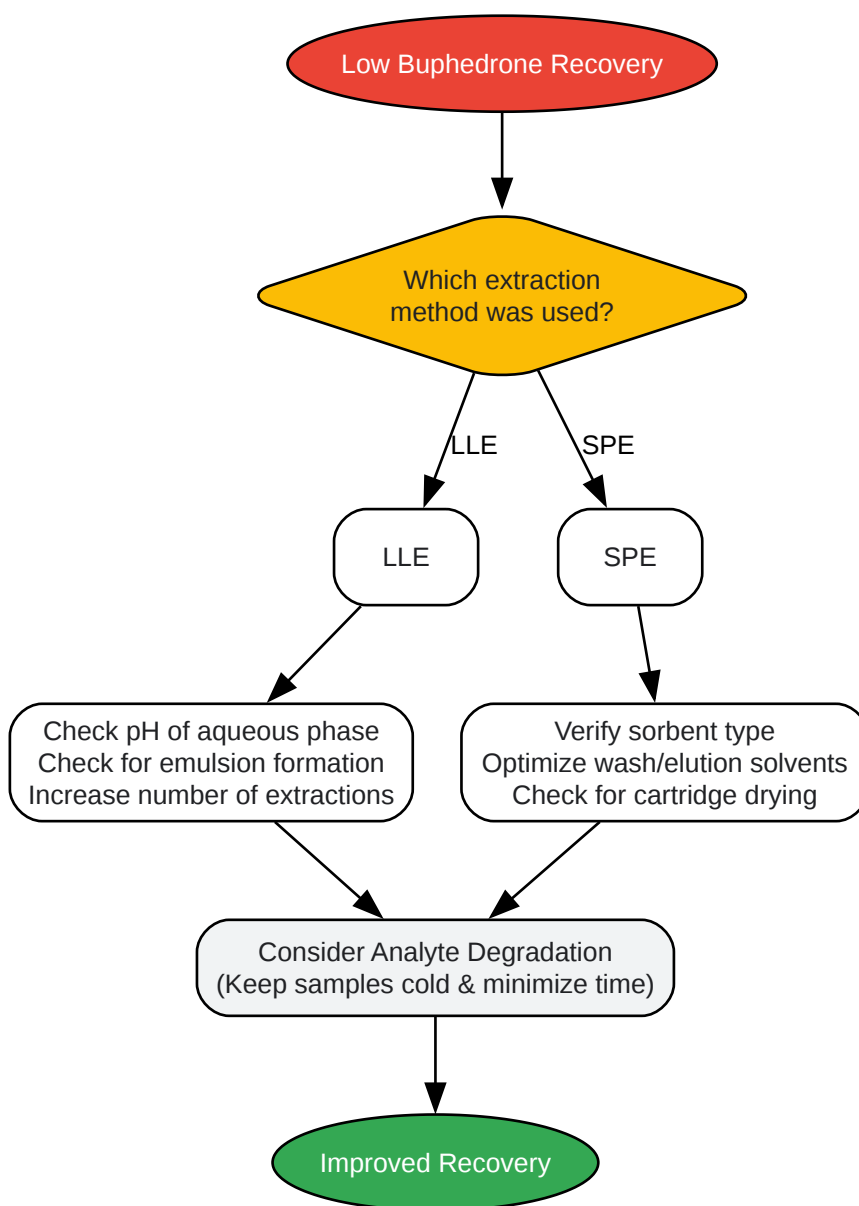 Low Buphedrone Recovery
Which extraction
method was used?
LLE
SPE
LLE
SPE
Check pH of aqueous phase
Check for emulsion formation
Increase number of extractions
Verify sorbent type
Optimize wash/elution solvents
Check for cartridge drying
Consider Analyte Degradation
(Keep samples cold & minimize time)
Improved Recovery